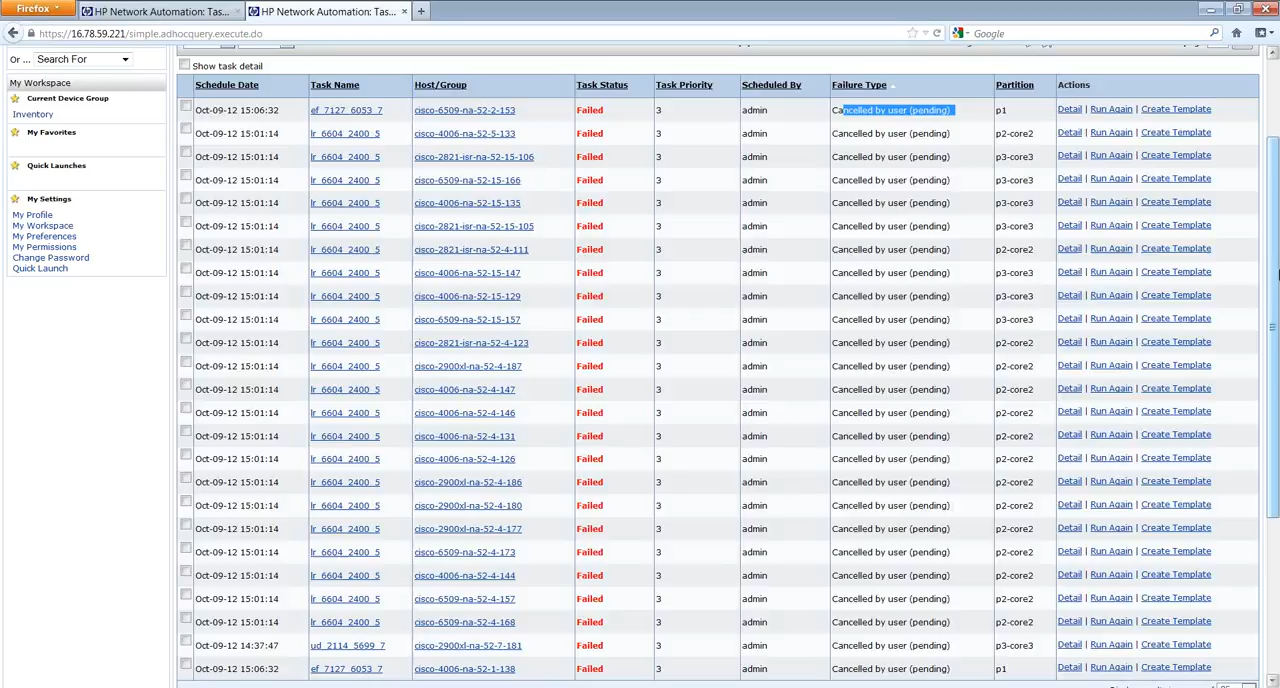 Firefox
HP Network Automation: Tas...
HP Network Automation: Tas...
https://16.78.59.221/simple.adhocquery.execute.do
Google
Or ... Search For
Show task detail
My Workspace
Current Device Group
Inventory
My Favorites
Quick Launches
My Settings
My Profile
My Workspace
My Preferences
My Permissions
Change Password
Quick Launch
Schedule Date Task Name Host/Group Task Status Task Priority Scheduled By Failure Type Partition Actions
Oct-09-12 15:06:32 ef_7127_6053_7 cisco-6509-na-52-2-153 Failed 3 admin Cancelled by user (pending) p1 Detail | Run Again | Create Template
Oct-09-12 15:01:14 lr_6604_2400_5 cisco-6509-na-52-5-133 Failed 3 admin Cancelled by user (pending) p2-core2 Detail | Run Again | Create Template
Oct-09-12 15:01:14 lr_6604_2400_5 cisco-2821-isr-na-52-15-106 Failed 3 admin Cancelled by user (pending) p3-core3 Detail | Run Again | Create Template
Oct-09-12 15:01:14 lr_6604_2400_5 cisco-6509-na-52-15-166 Failed 3 admin Cancelled by user (pending) p3-core3 Detail | Run Again | Create Template
Oct-09-12 15:01:14 lr_6604_2400_5 cisco-4006-na-52-15-135 Failed 3 admin Cancelled by user (pending) p3-core3 Detail | Run Again | Create Template
Oct-09-12 15:01:14 lr_6604_2400_5 cisco-2821-isr-na-52-15-105 Failed 3 admin Cancelled by user (pending) p3-core3 Detail | Run Again | Create Template
Oct-09-12 15:01:14 lr_6604_2400_5 cisco-2821-isr-na-52-4-111 Failed 3 admin Cancelled by user (pending) p2-core2 Detail | Run Again | Create Template
Oct-09-12 15:01:14 lr_6604_2400_5 cisco-4006-na-52-15-147 Failed 3 admin Cancelled by user (pending) p3-core3 Detail | Run Again | Create Template
Oct-09-12 15:01:14 lr_6604_2400_5 cisco-4006-na-52-15-129 Failed 3 admin Cancelled by user (pending) p3-core3 Detail | Run Again | Create Template
Oct-09-12 15:01:14 lr_6604_2400_5 cisco-6509-na-52-15-157 Failed 3 admin Cancelled by user (pending) p3-core3 Detail | Run Again | Create Template
Oct-09-12 15:01:14 lr_6604_2400_5 cisco-2821-isr-na-52-4-123 Failed 3 admin Cancelled by user (pending) p2-core2 Detail | Run Again | Create Template
Oct-09-12 15:01:14 lr_6604_2400_5 cisco-2900xl-na-52-4-187 Failed 3 admin Cancelled by user (pending) p2-core2 Detail | Run Again | Create Template
Oct-09-12 15:01:14 lr_6604_2400_5 cisco-4006-na-52-4-147 Failed 3 admin Cancelled by user (pending) p2-core2 Detail | Run Again | Create Template
Oct-09-12 15:01:14 lr_6604_2400_5 cisco-4006-na-52-4-146 Failed 3 admin Cancelled by user (pending) p2-core2 Detail | Run Again | Create Template
Oct-09-12 15:01:14 lr_6604_2400_5 cisco-4006-na-52-4-131 Failed 3 admin Cancelled by user (pending) p2-core2 Detail | Run Again | Create Template
Oct-09-12 15:01:14 lr_6604_2400_5 cisco-4006-na-52-4-126 Failed 3 admin Cancelled by user (pending) p2-core2 Detail | Run Again | Create Template
Oct-09-12 15:01:14 lr_6604_2400_5 cisco-2900xl-na-52-4-186 Failed 3 admin Cancelled by user (pending) p2-core2 Detail | Run Again | Create Template
Oct-09-12 15:01:14 lr_6604_2400_5 cisco-2900xl-na-52-4-180 Failed 3 admin Cancelled by user (pending) p2-core2 Detail | Run Again | Create Template
Oct-09-12 15:01:14 lr_6604_2400_5 cisco-2900xl-na-52-4-177 Failed 3 admin Cancelled by user (pending) p2-core2 Detail | Run Again | Create Template
Oct-09-12 15:01:14 lr_6604_2400_5 cisco-6509-na-52-4-173 Failed 3 admin Cancelled by user (pending) p2-core2 Detail | Run Again | Create Template
Oct-09-12 15:01:14 lr_6604_2400_5 cisco-4006-na-52-4-144 Failed 3 admin Cancelled by user (pending) p2-core2 Detail | Run Again | Create Template
Oct-09-12 15:01:14 lr_6604_2400_5 cisco-6509-na-52-4-157 Failed 3 admin Cancelled by user (pending) p2-core2 Detail | Run Again | Create Template
Oct-09-12 15:01:14 lr_6604_2400_5 cisco-6509-na-52-4-168 Failed 3 admin Cancelled by user (pending) p2-core2 Detail | Run Again | Create Template
Oct-09-12 14:37:47 ud_2114_5699_7 cisco-2900xl-na-52-7-181 Failed 3 admin Cancelled by user (pending) p3-core3 Detail | Run Again | Create Template
Oct-09-12 15:06:32 ef_7127_6053_7 cisco-4006-na-52-1-138 Failed 3 admin Cancelled by user (pending) p1 Detail | Run Again | Create Template